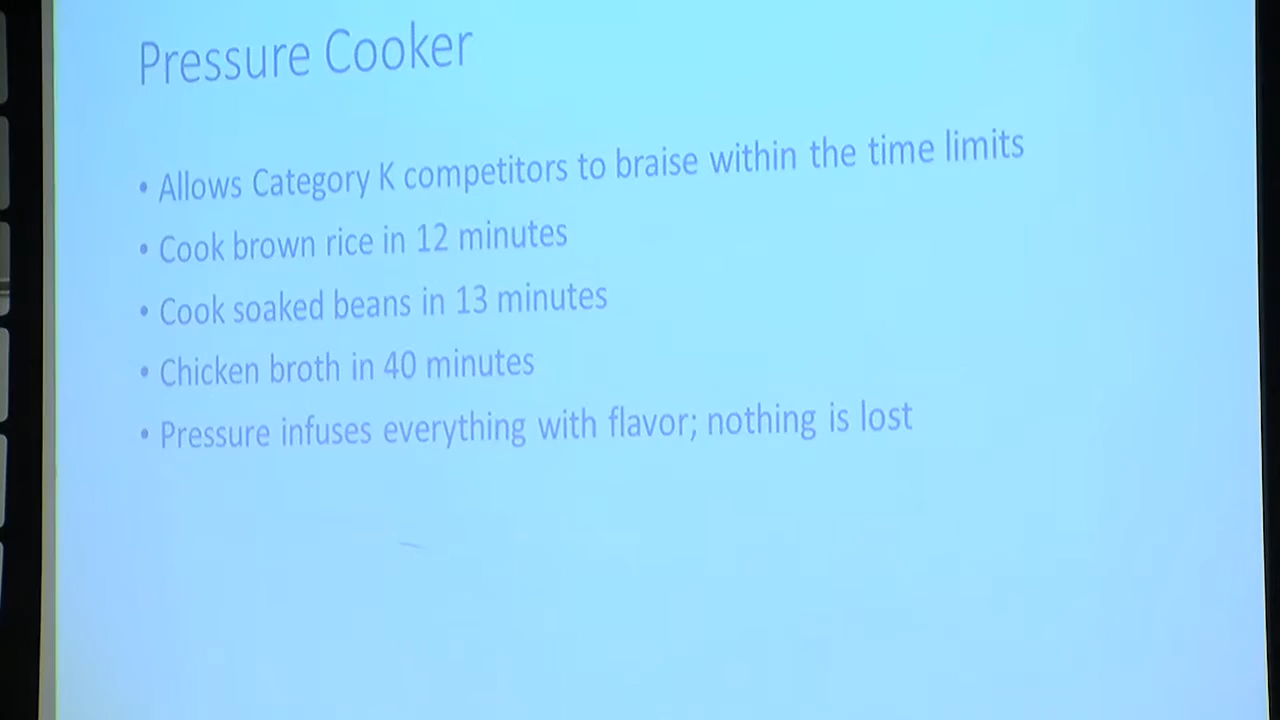 Pressure Cooker
• Allows Category K competitors to braise within the time limits
• Cook brown rice in 12 minutes
• Cook soaked beans in 13 minutes
• Chicken broth in 40 minutes
• Pressure infuses everything with flavor; nothing is lost